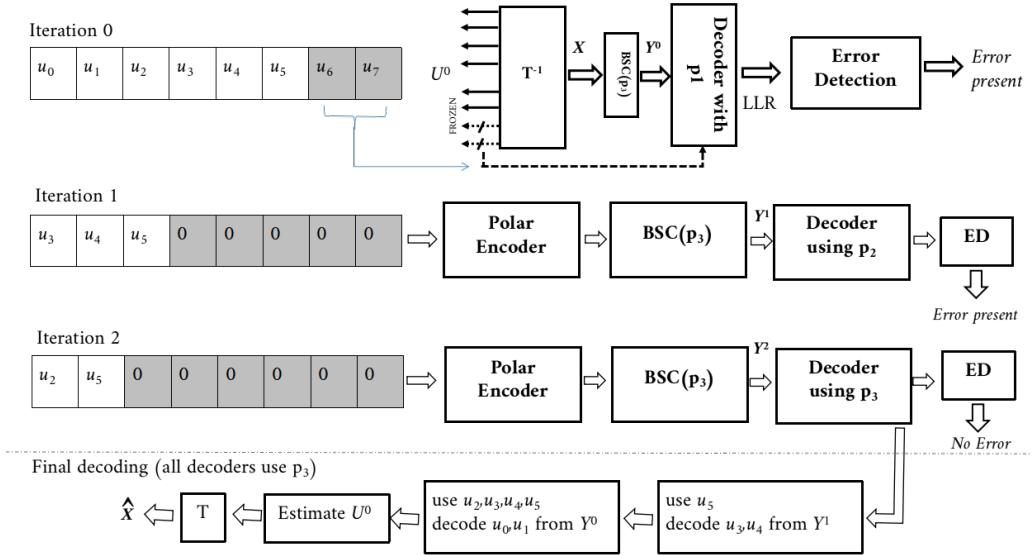 Iteration 0
u0 u1 u2 u3 u4 u5 u6 u7
U⁰
FROZEN
T⁻¹
X
BSC(p₃)
Y⁰
Decoder with p1
LLR
Error
Detection
Error
present
Iteration 1
u3 u4 u5 0 0 0 0 0
Polar
Encoder
BSC(p₃)
Y¹
Decoder
using p₂
ED
Error present
Iteration 2
u2 u5 0 0 0 0 0 0
Polar
Encoder
BSC(p₃)
Y²
Decoder
using p₃
ED
No Error
Final decoding (all decoders use p₃)
X̂
T
Estimate U⁰
use u₂,u₃,u₄,u₅
decode u₀,u₁ from Y⁰
use u₅
decode u₃,u₄ from Y¹